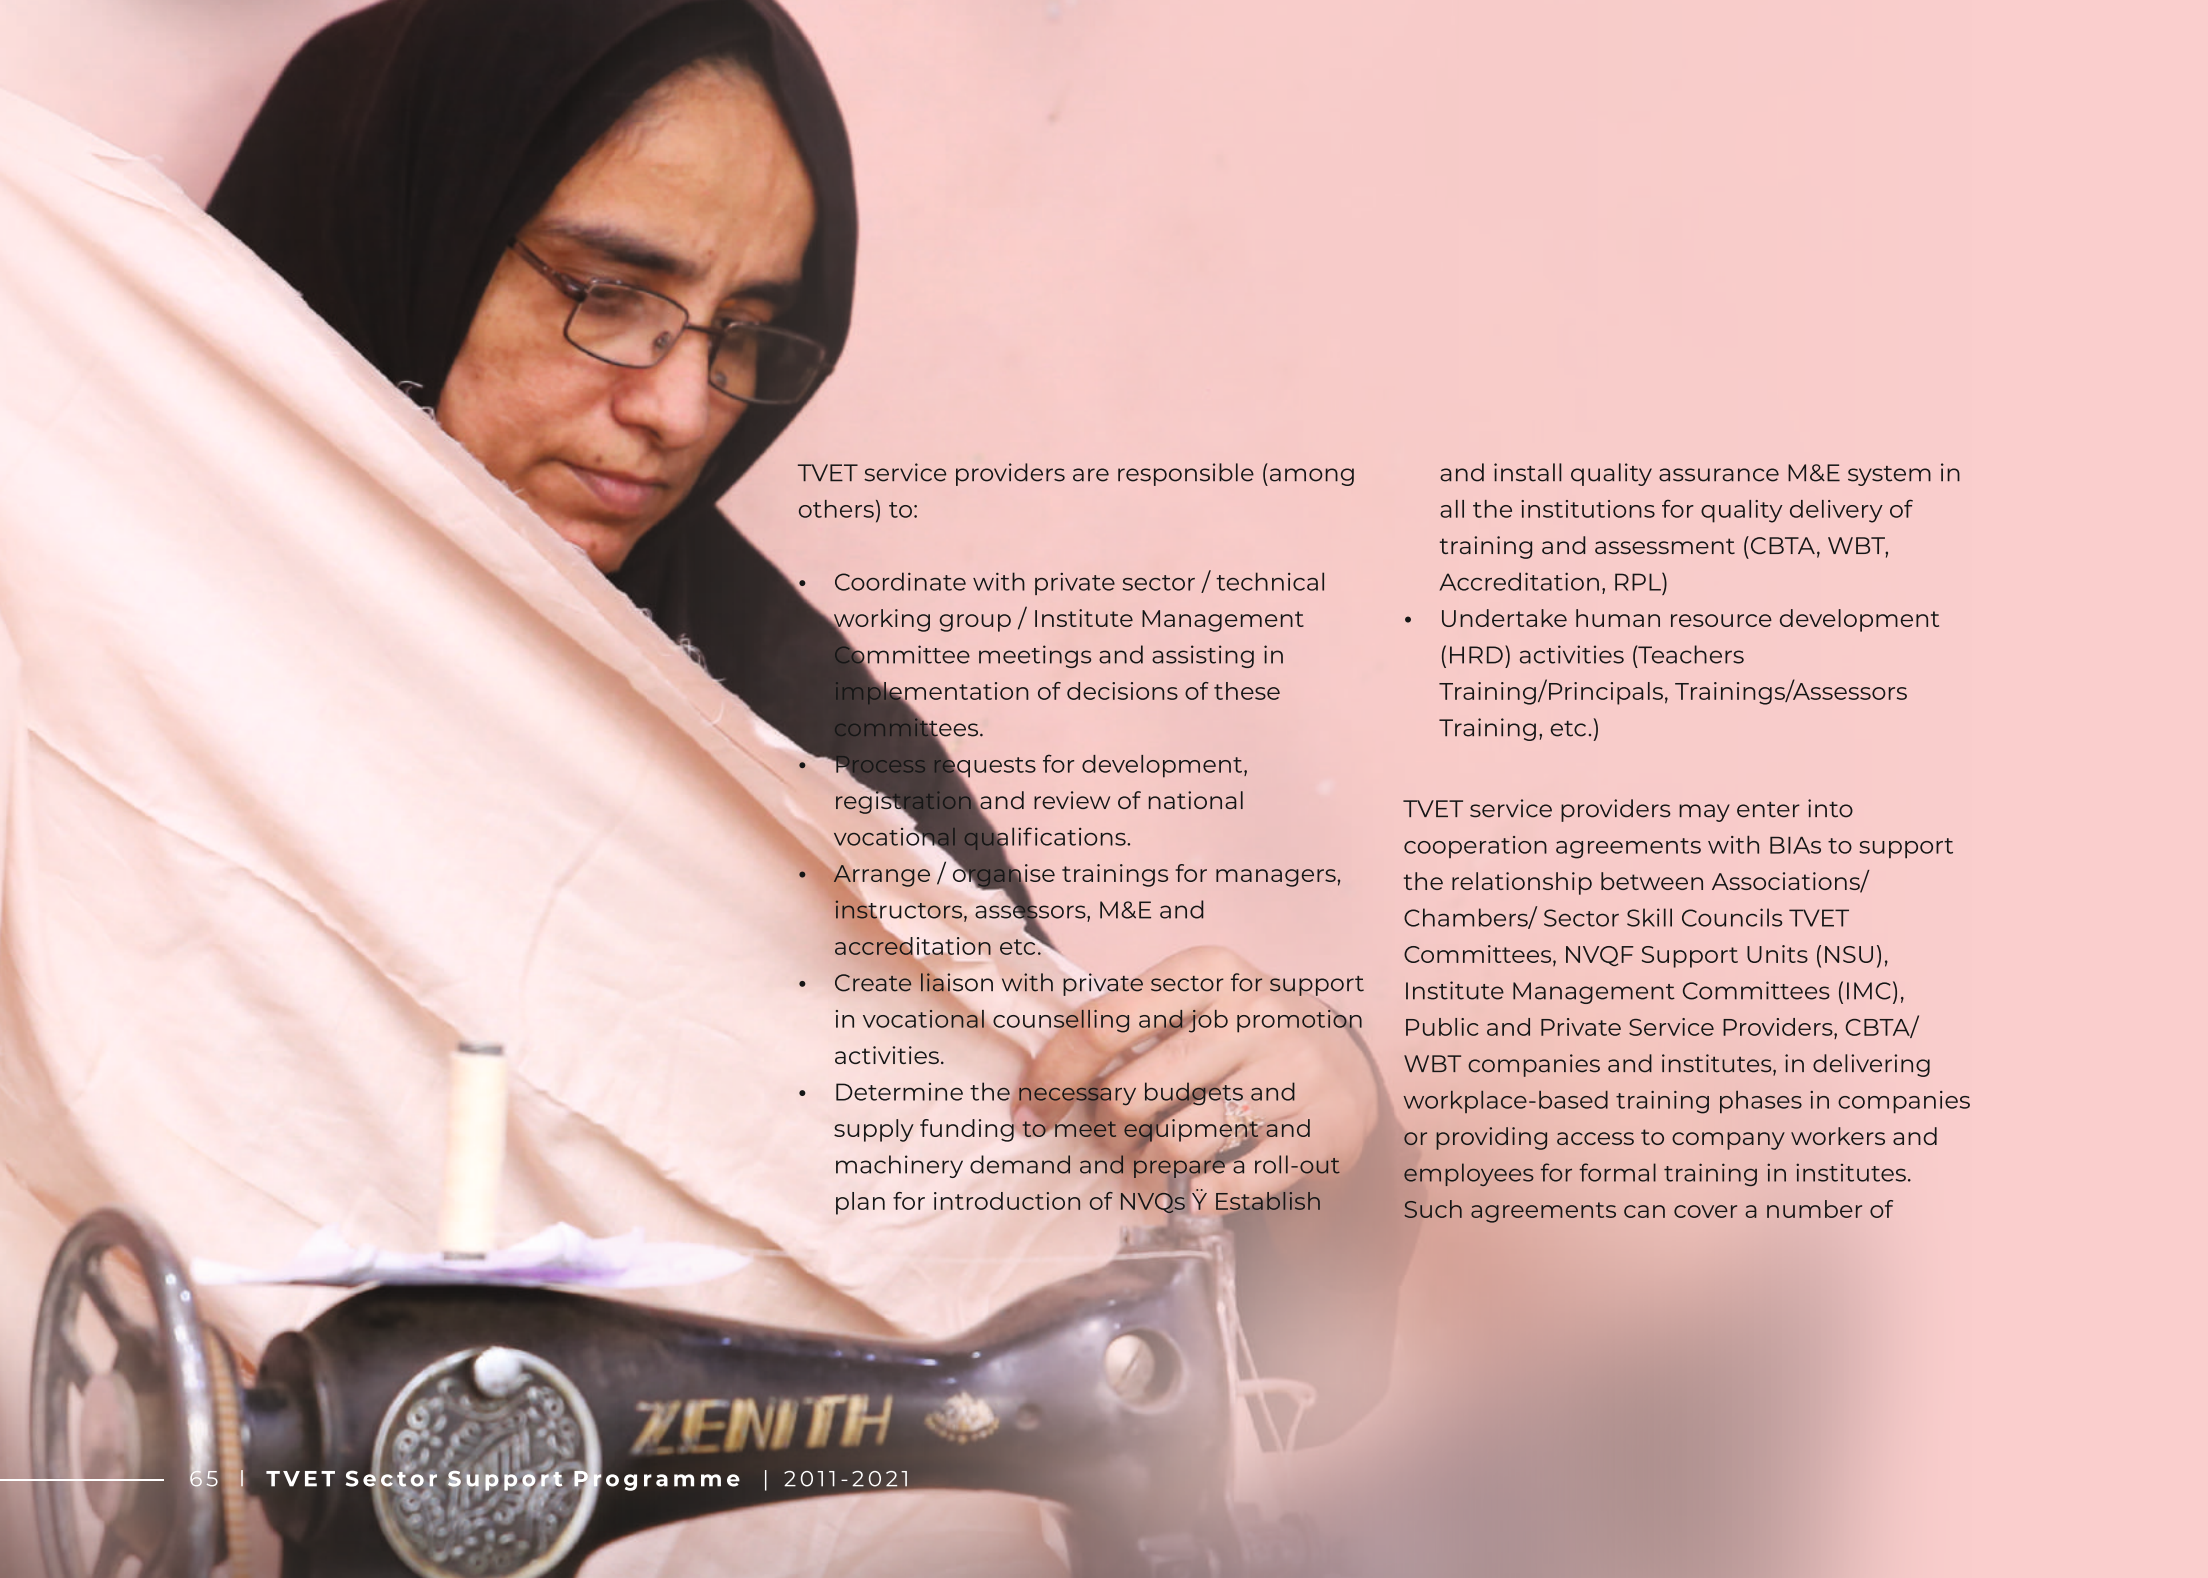 TVET service providers are responsible (among
others) to:
• Coordinate with private sector / technical
working group / Institute Management
Committee meetings and assisting in
implementation of decisions of these
committees.
• Process requests for development,
registration and review of national
vocational qualifications.
• Arrange / organise trainings for managers,
instructors, assessors, M&E and
accreditation etc.
• Create liaison with private sector for support
in vocational counselling and job promotion
activities.
• Determine the necessary budgets and
supply funding to meet equipment and
machinery demand and prepare a roll-out
plan for introduction of NVQs Ÿ Establish
and install quality assurance M&E system in
all the institutions for quality delivery of
training and assessment (CBTA, WBT,
Accreditation, RPL)
• Undertake human resource development
(HRD) activities (Teachers
Training/Principals, Trainings/Assessors
Training, etc.)
TVET service providers may enter into
cooperation agreements with BIAs to support
the relationship between Associations/
Chambers/ Sector Skill Councils TVET
Committees, NVQF Support Units (NSU),
Institute Management Committees (IMC),
Public and Private Service Providers, CBTA/
WBT companies and institutes, in delivering
workplace-based training phases in companies
or providing access to company workers and
employees for formal training in institutes.
Such agreements can cover a number of
ZENITH
65 | TVET Sector Support Programme | 2011-2021